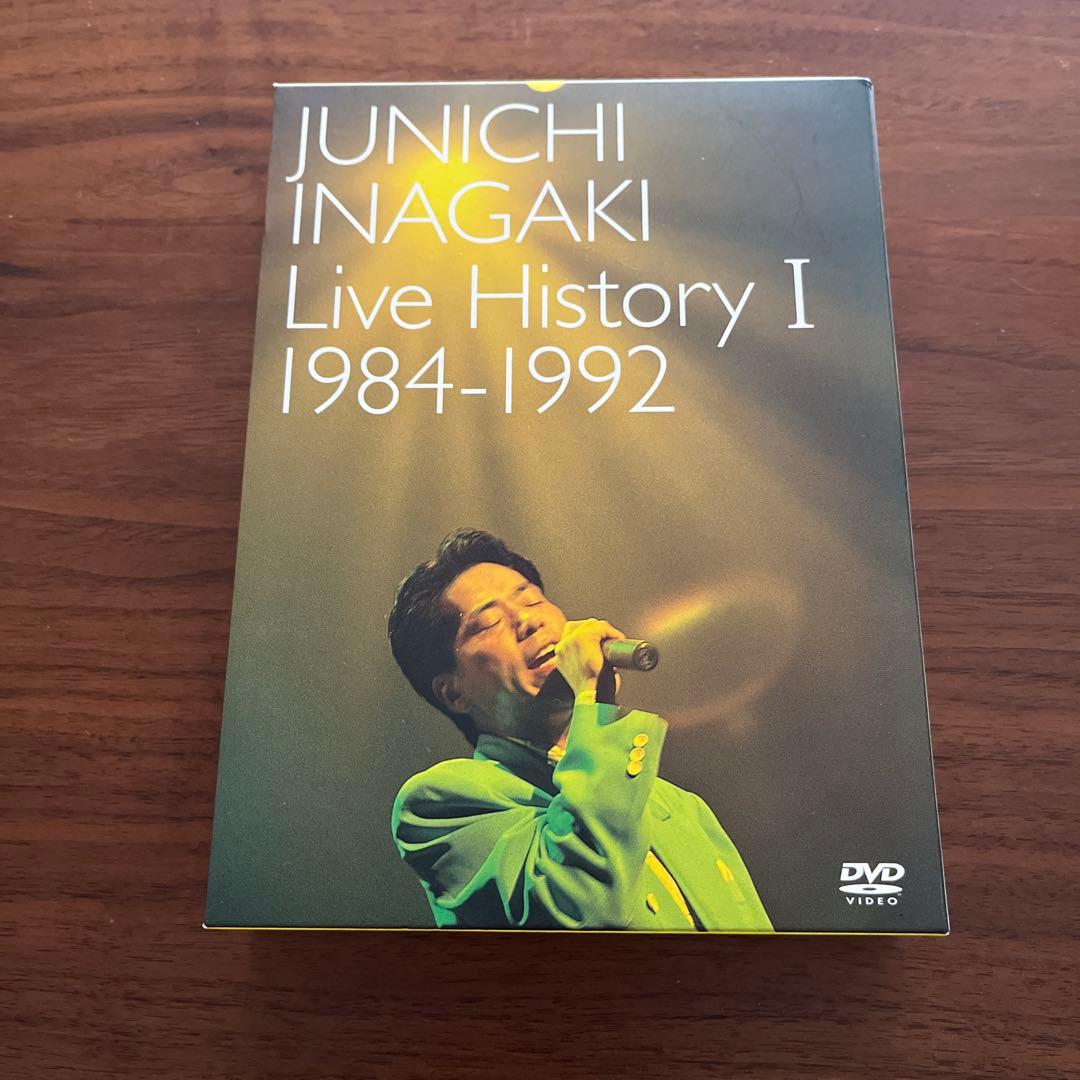 JUNICHI
INAGAKI
Live History I
1984-1992
DVD
VIDEO